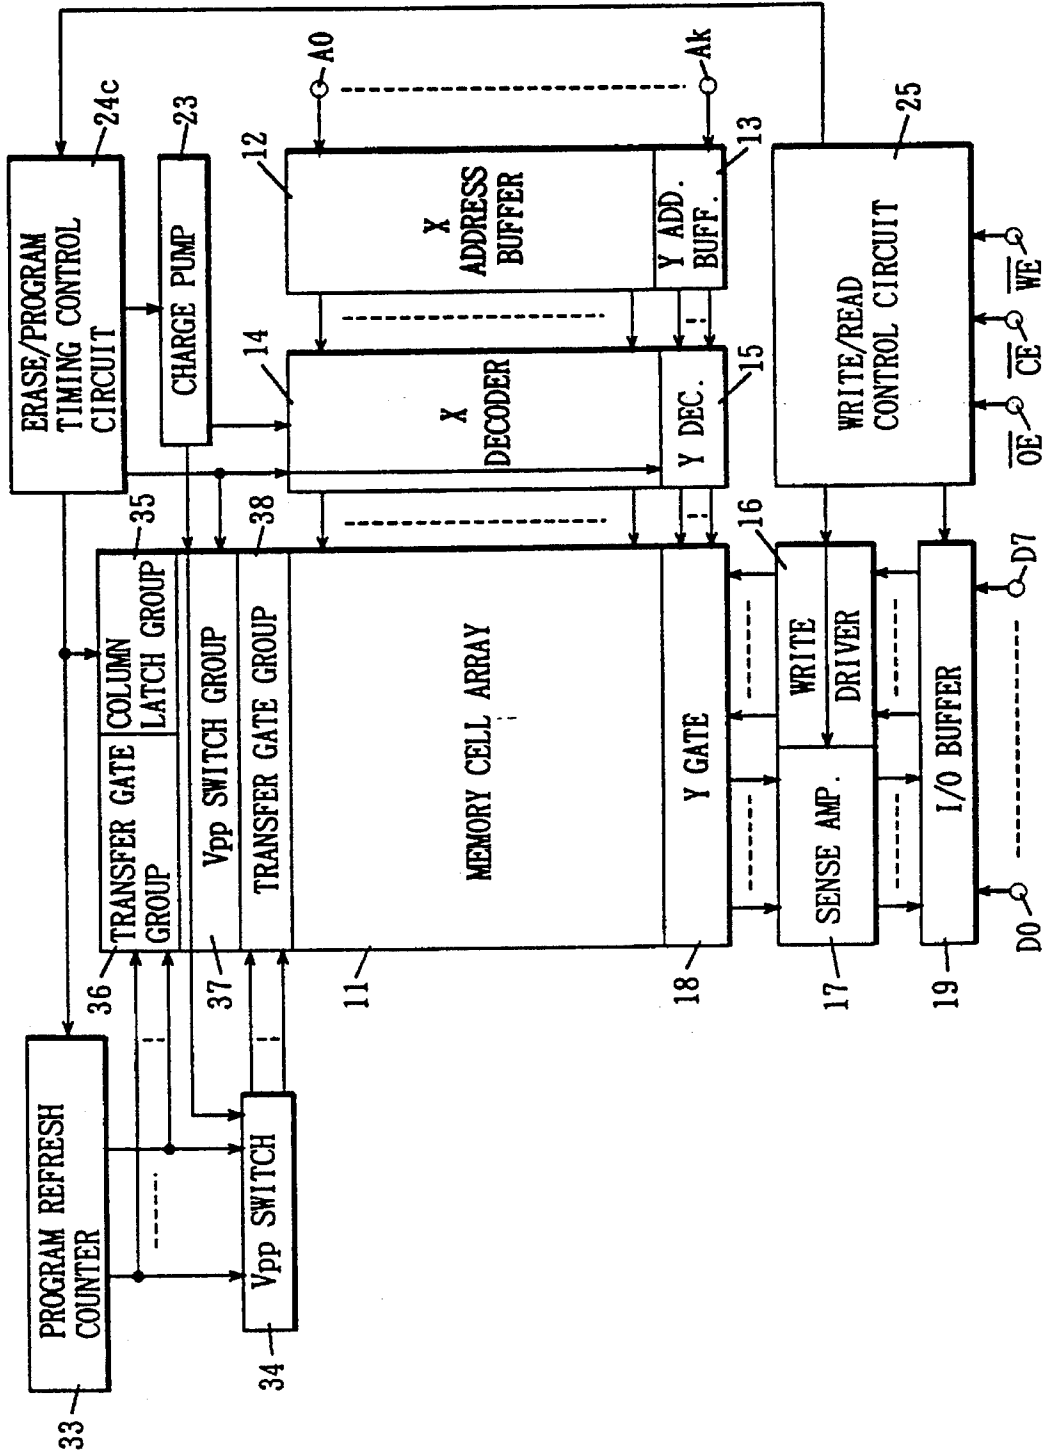 33
PROGRAM REFRESH
COUNTER
34
Vpp SWITCH
36
TRANSFER GATE
GROUP
35
COLUMN
LATCH GROUP
37
Vpp SWITCH GROUP
38
TRANSFER GATE GROUP
11
MEMORY CELL ARRAY
18
Y GATE
17
SENSE AMP.
16
WRITE
DRIVER
19
I/O BUFFER
D0
D7
24c
ERASE/PROGRAM
TIMING CONTROL
CIRCUIT
23
CHARGE PUMP
14
X
DECODER
15
Y DEC.
12
X
ADDRESS
BUFFER
13
Y ADD.
BUFF.
A0
Ak
25
WRITE/READ
CONTROL CIRCUIT
O̅E̅
C̅E̅
W̅E̅